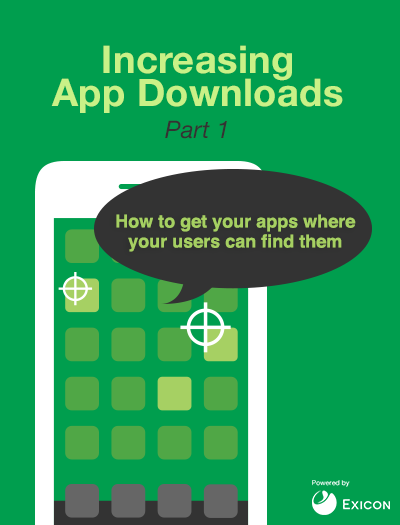 Increasing
App Downloads
Part 1
How to get your apps where
your users can find them
Powered by
EXICON